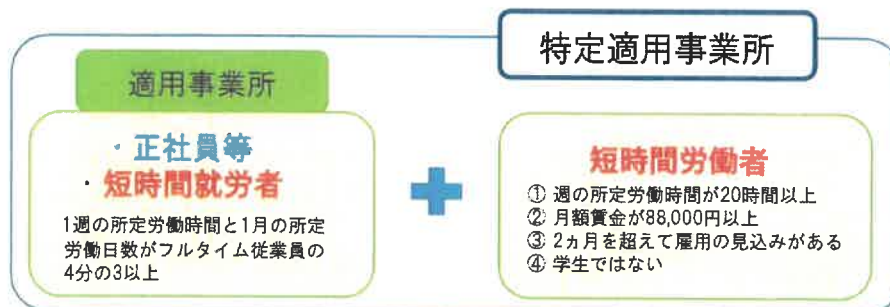 特定適用事業所
適用事業所
・正社員等
・短時間就労者
1週の所定労働時間と1月の所定
労働日数がフルタイム従業員の
4分の3以上
短時間労働者
① 週の所定労働時間が20時間以上
② 月額賃金が88,000円以上
③ 2ヵ月を超えて雇用の見込みがある
④ 学生ではない